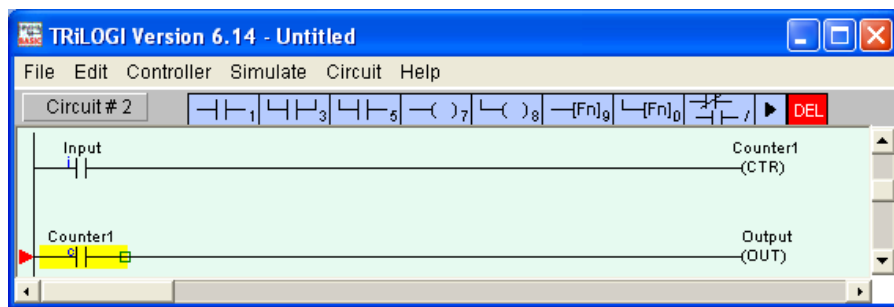 TRiLOGI Version 6.14 - Untitled
File Edit Controller Simulate Circuit Help
Circuit # 2 1 3 5 ( )7 ( )8 [Fn]9 [Fn]0 / DEL
Input Counter1
i (CTR)
Counter1 Output
c (OUT)